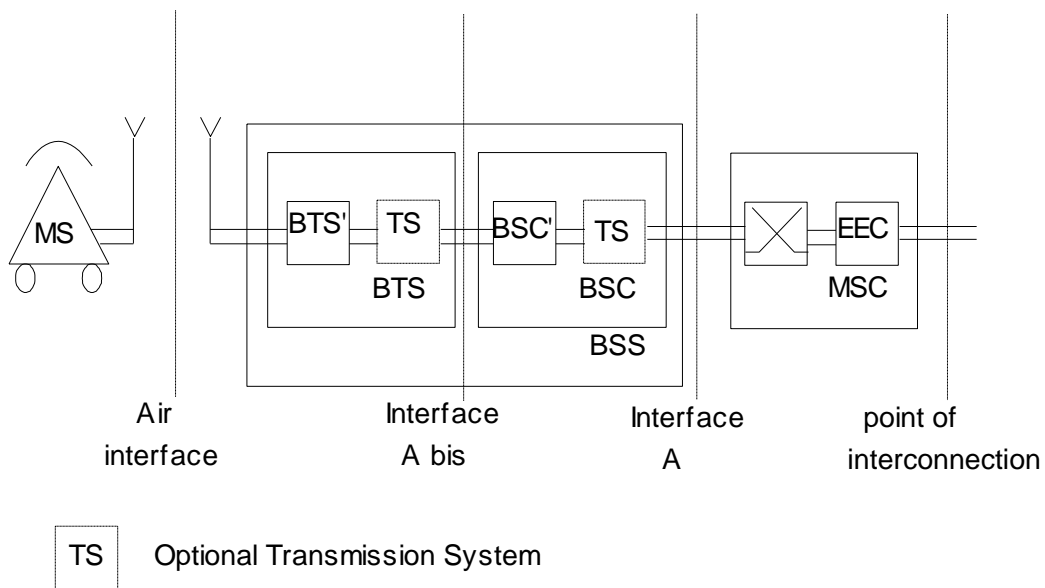 MS
BTS'
TS
BTS
BSC'
TS
BSC
BSS
EEC
MSC
Air
interface
Interface
A bis
Interface
A
point of
interconnection
TS
Optional Transmission System